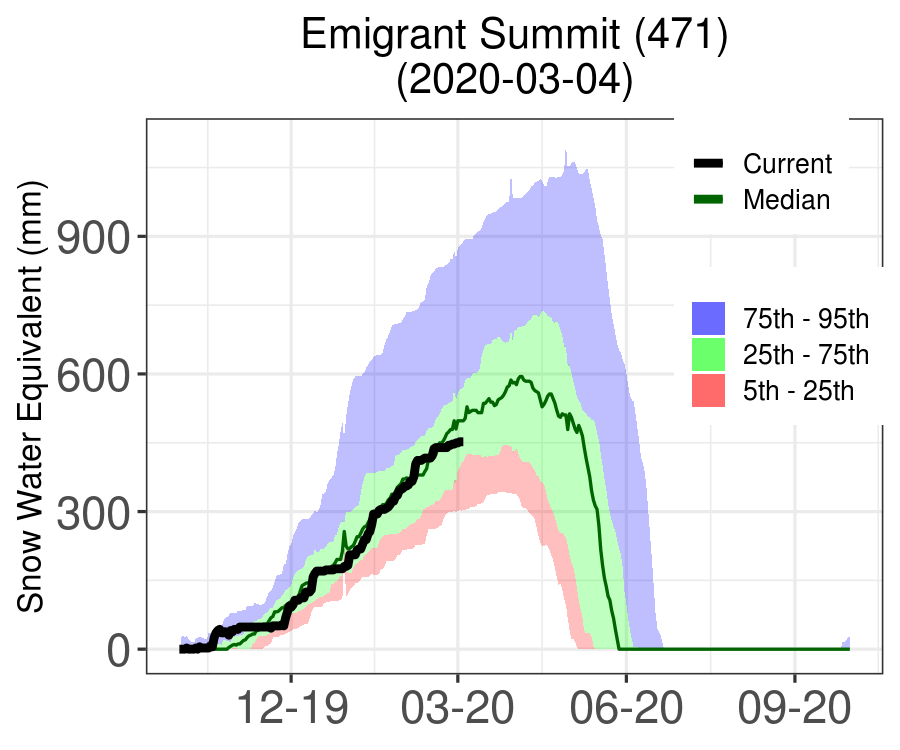 Emigrant Summit (471)
(2020-03-04)
Snow Water Equivalent (mm)
900
600
300
0
12-19
03-20
06-20
09-20
Current
Median
75th - 95th
25th - 75th
5th - 25th